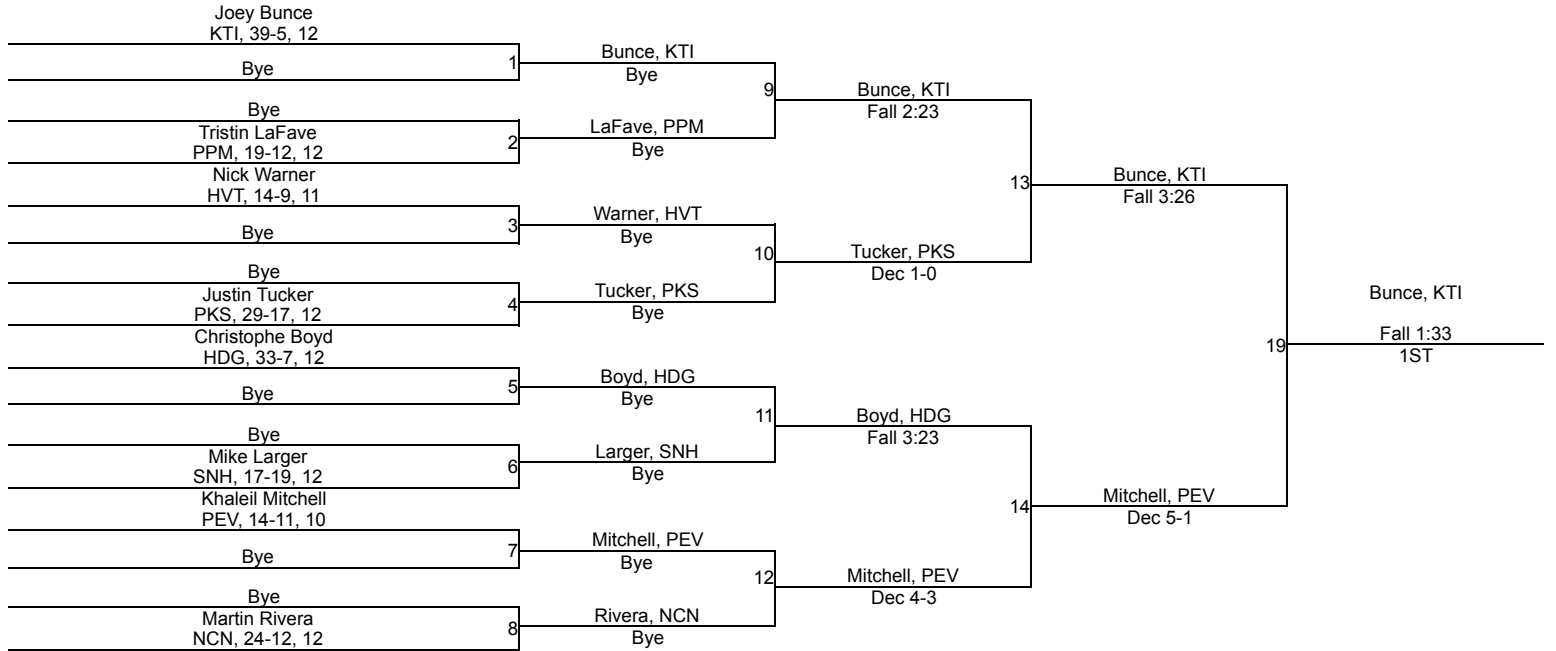 Joey Bunce
KTI, 39-5, 12
Bye
1
Bye
Tristin LaFave
PPM, 19-12, 12
2
Nick Warner
HVT, 14-9, 11
Bye
3
Bye
Justin Tucker
PKS, 29-17, 12
4
Christophe Boyd
HDG, 33-7, 12
Bye
5
Bye
Mike Larger
SNH, 17-19, 12
6
Khaleil Mitchell
PEV, 14-11, 10
Bye
7
Bye
Martin Rivera
NCN, 24-12, 12
8
Bunce, KTI
Bye
9
LaFave, PPM
Bye
Warner, HVT
Bye
10
Tucker, PKS
Bye
Boyd, HDG
Bye
11
Larger, SNH
Bye
Mitchell, PEV
Bye
12
Rivera, NCN
Bye
Bunce, KTI
Fall 2:23
13
Tucker, PKS
Dec 1-0
Boyd, HDG
Fall 3:23
14
Mitchell, PEV
Dec 4-3
Bunce, KTI
Fall 3:26
19
Mitchell, PEV
Dec 5-1
Bunce, KTI
Fall 1:33
1ST